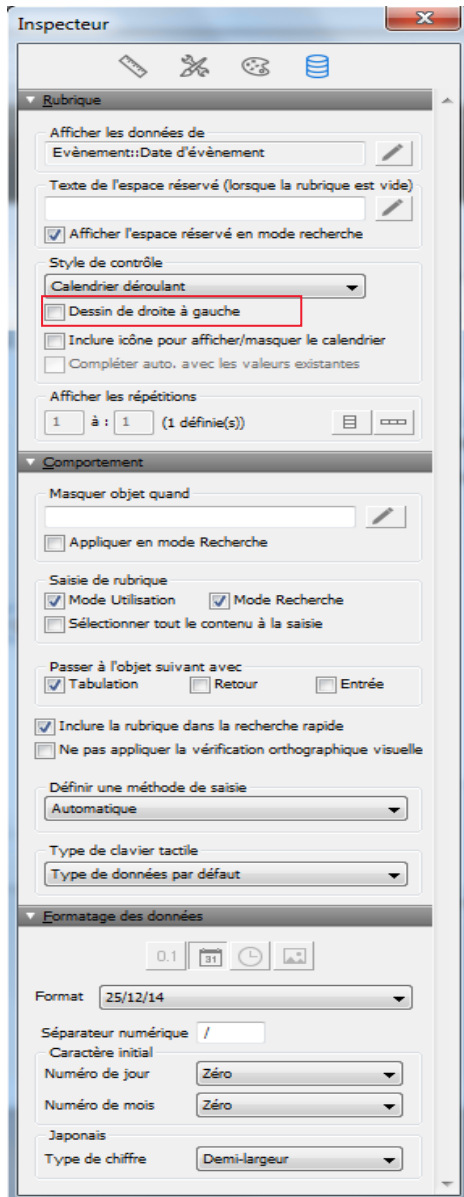 Inspecteur
Rubrique
Afficher les données de
Evènement::Date d'évènement
Texte de l'espace réservé (lorsque la rubrique est vide)
Afficher l'espace réservé en mode recherche
Style de contrôle
Calendrier déroulant
Dessin de droite à gauche
Inclure icône pour afficher/masquer le calendrier
Compléter auto. avec les valeurs existantes
Afficher les répétitions
1 à : 1 (1 définie(s))
Comportement
Masquer objet quand
Appliquer en mode Recherche
Saisie de rubrique
Mode Utilisation Mode Recherche
Sélectionner tout le contenu à la saisie
Passer à l'objet suivant avec
Tabulation Retour Entrée
Inclure la rubrique dans la recherche rapide
Ne pas appliquer la vérification orthographique visuelle
Définir une méthode de saisie
Automatique
Type de clavier tactile
Type de données par défaut
Formatage des données
0.1 31
Format 25/12/14
Séparateur numérique /
Caractère initial
Numéro de jour Zéro
Numéro de mois Zéro
Japonais
Type de chiffre Demi-largeur